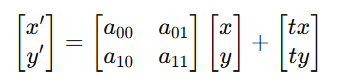 [x′ y′] = [a₀₀ a₀₁ a₁₀ a₁₁] [x y] + [tx ty]